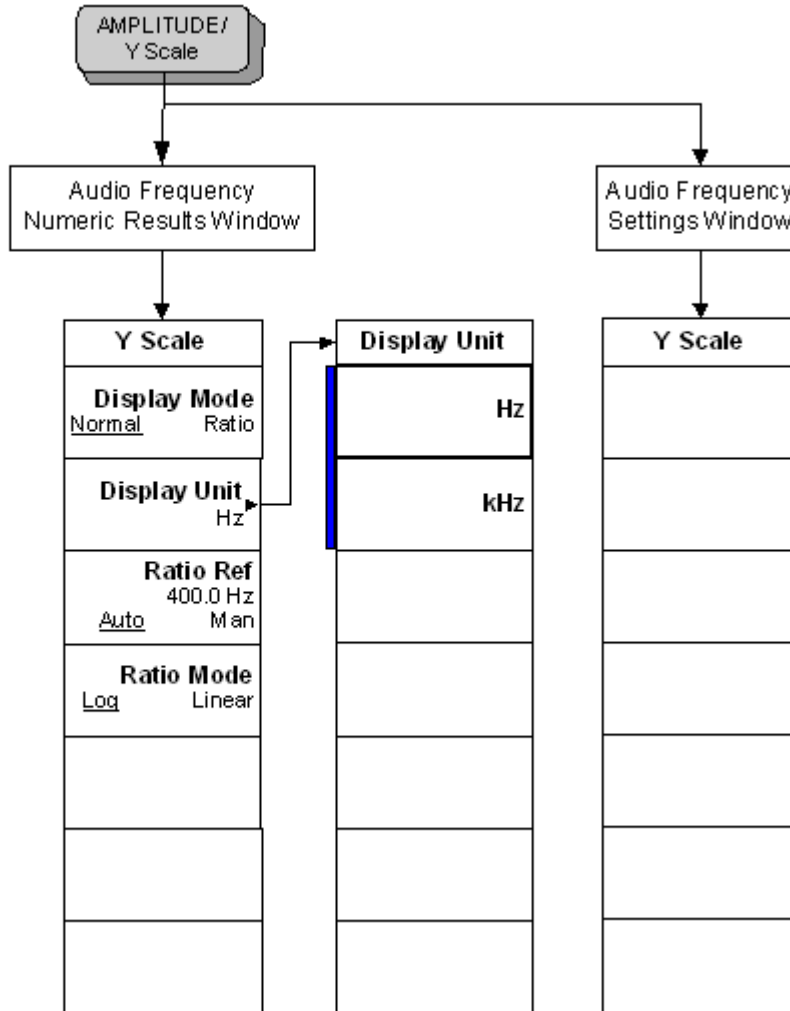 AMPLITUDE/
Y Scale
Audio Frequency
Numeric Results Window
Audio Frequency
Settings Window
Y Scale
Display Mode
Normal Ratio
Display Unit
Hz
Ratio Ref
400.0 Hz
Auto Man
Ratio Mode
Log Linear
Display Unit
Hz
kHz
Y Scale